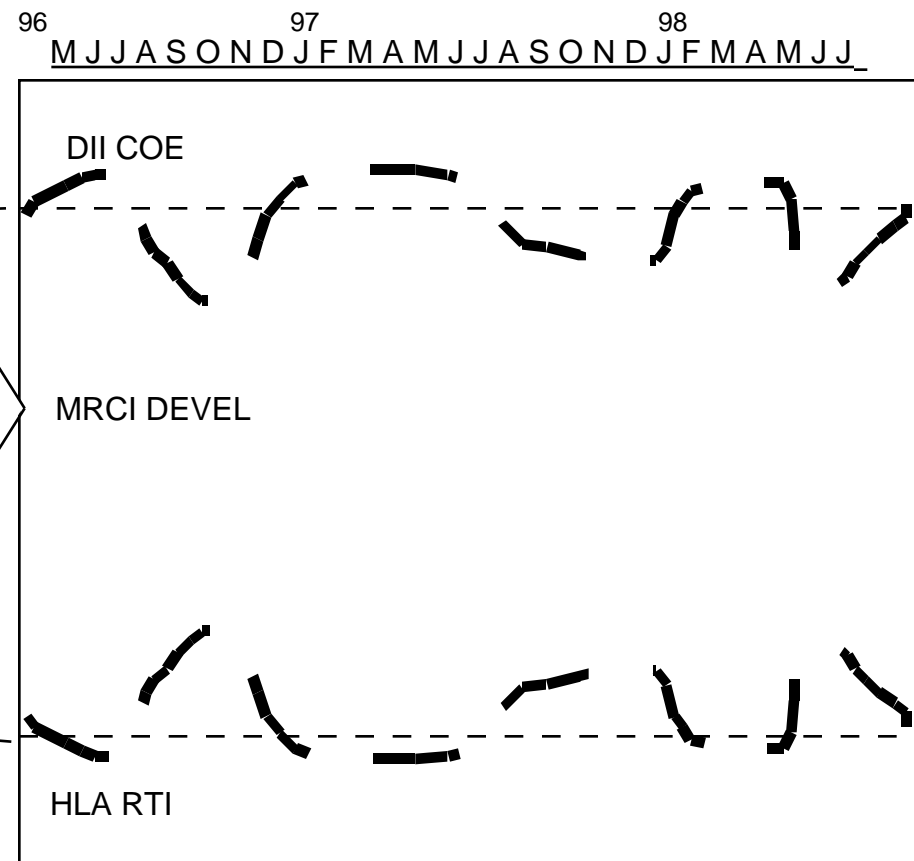 96 97 98
M J J A S O N D J F M A M J J A S O N D J F M A M J J _
DII COE
MRCI DEVEL
HLA RTI